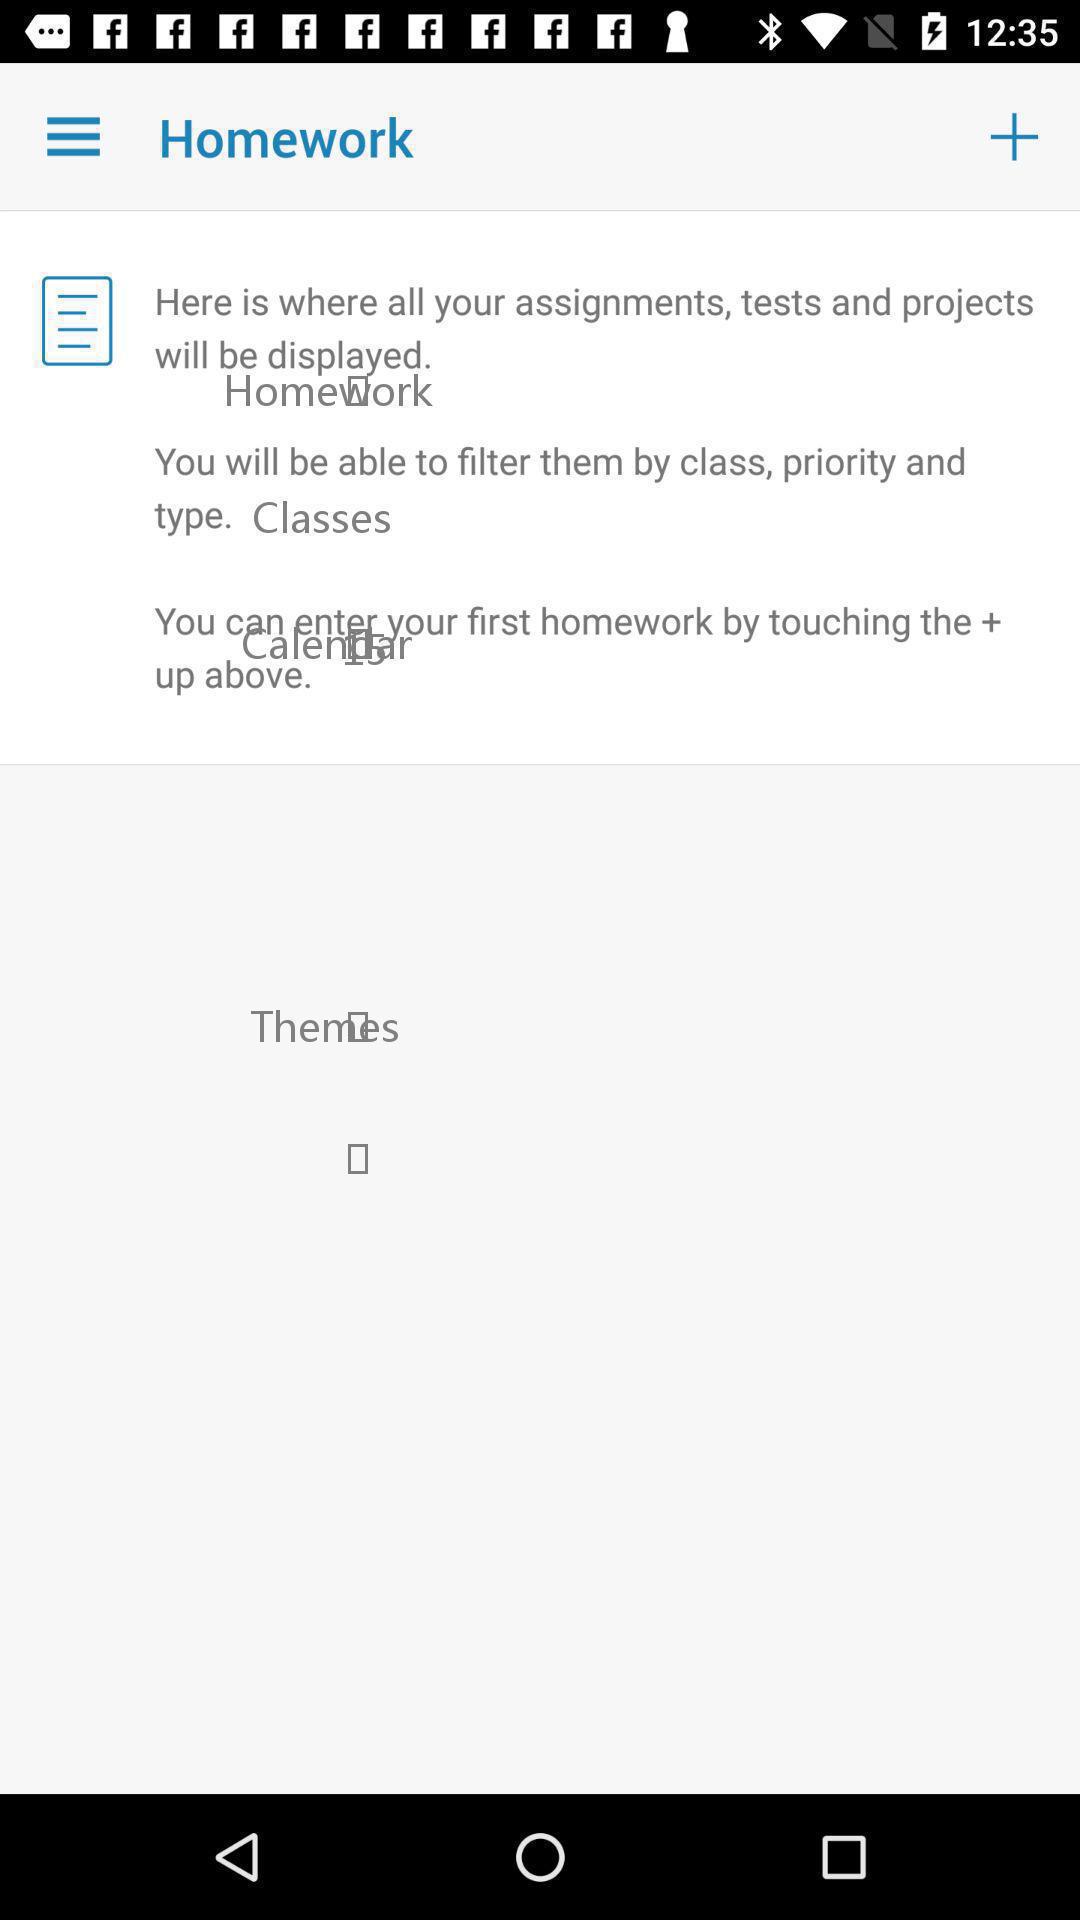 12:35
Homework
Here is where all your assignments, tests and projects
will be displayed.
Homework
You will be able to filter them by class, priority and
type.
Classes
You can enter your first homework by touching the +
Calendar
15
up above.
Themes